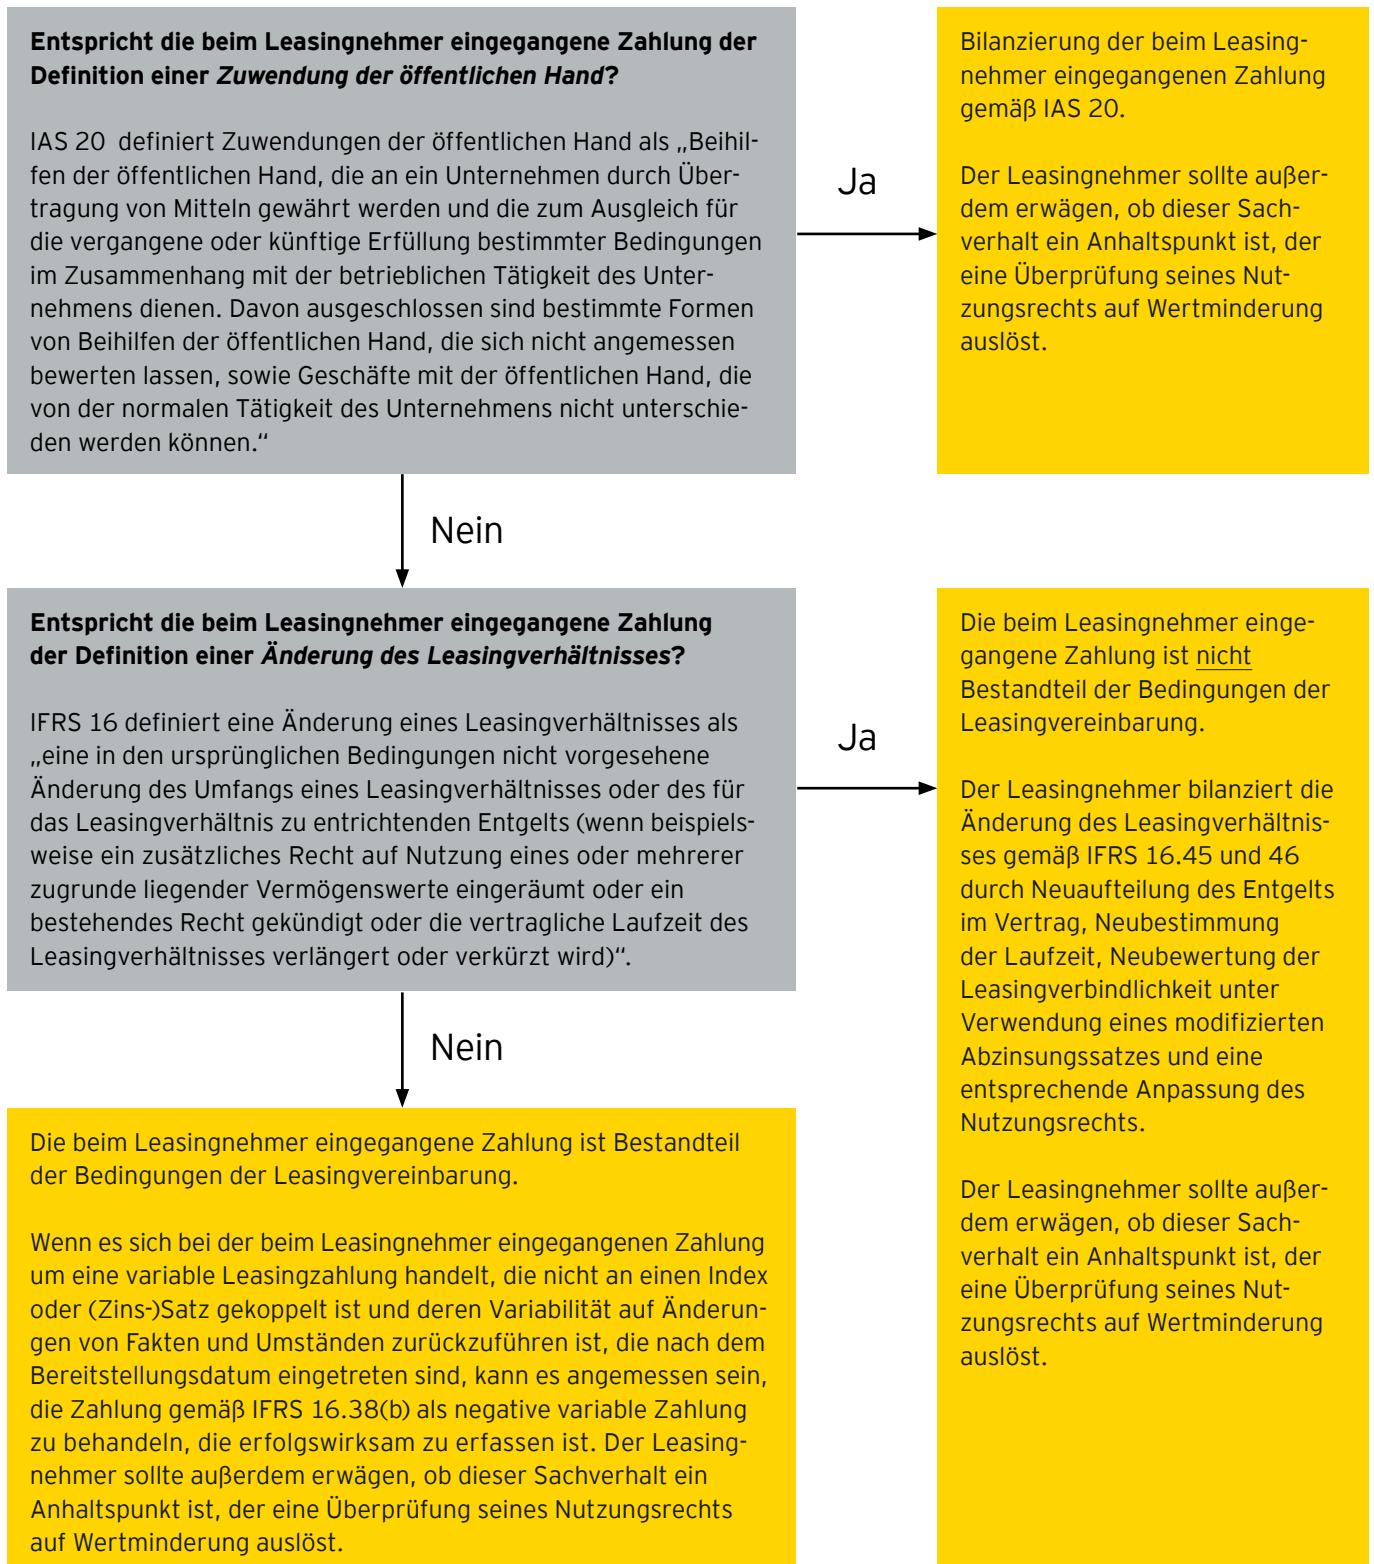 Entspricht die beim Leasingnehmer eingegangene Zahlung der
Definition einer Zuwendung der öffentlichen Hand?
IAS 20 definiert Zuwendungen der öffentlichen Hand als „Beihil-
fen der öffentlichen Hand, die an ein Unternehmen durch Über-
tragung von Mitteln gewährt werden und die zum Ausgleich für
die vergangene oder künftige Erfüllung bestimmter Bedingungen
im Zusammenhang mit der betrieblichen Tätigkeit des Unter-
nehmens dienen. Davon ausgeschlossen sind bestimmte Formen
von Beihilfen der öffentlichen Hand, die sich nicht angemessen
bewerten lassen, sowie Geschäfte mit der öffentlichen Hand, die
von der normalen Tätigkeit des Unternehmens nicht unterschie-
den werden können.“
Ja
Bilanzierung der beim Leasing-
nehmer eingegangenen Zahlung
gemäß IAS 20.
Der Leasingnehmer sollte außer-
dem erwägen, ob dieser Sach-
verhalt ein Anhaltspunkt ist, der
eine Überprüfung seines Nut-
zungsrechts auf Wertminderung
auslöst.
Nein
Entspricht die beim Leasingnehmer eingegangene Zahlung
der Definition einer Änderung des Leasingverhältnisses?
IFRS 16 definiert eine Änderung eines Leasingverhältnisses als
„eine in den ursprünglichen Bedingungen nicht vorgesehene
Änderung des Umfangs eines Leasingverhältnisses oder des für
das Leasingverhältnis zu entrichtenden Entgelts (wenn beispiels-
weise ein zusätzliches Recht auf Nutzung eines oder mehrerer
zugrunde liegender Vermögenswerte eingeräumt oder ein
bestehendes Recht gekündigt oder die vertragliche Laufzeit des
Leasingverhältnisses verlängert oder verkürzt wird)“.
Ja
Die beim Leasingnehmer einge-
gangene Zahlung ist nicht
Bestandteil der Bedingungen der
Leasingvereinbarung.
Der Leasingnehmer bilanziert die
Änderung des Leasingverhältnis-
ses gemäß IFRS 16.45 und 46
durch Neuaufteilung des Entgelts
im Vertrag, Neubestimmung
der Laufzeit, Neubewertung der
Leasingverbindlichkeit unter
Verwendung eines modifizierten
Abzinsungssatzes und eine
entsprechende Anpassung des
Nutzungsrechts.
Der Leasingnehmer sollte außer-
dem erwägen, ob dieser Sach-
verhalt ein Anhaltspunkt ist, der
eine Überprüfung seines Nut-
zungsrechts auf Wertminderung
auslöst.
Nein
Die beim Leasingnehmer eingegangene Zahlung ist Bestandteil
der Bedingungen der Leasingvereinbarung.
Wenn es sich bei der beim Leasingnehmer eingegangenen Zahlung
um eine variable Leasingzahlung handelt, die nicht an einen Index
oder (Zins-)Satz gekoppelt ist und deren Variabilität auf Änderun-
gen von Fakten und Umständen zurückzuführen ist, die nach dem
Bereitstellungsdatum eingetreten sind, kann es angemessen sein,
die Zahlung gemäß IFRS 16.38(b) als negative variable Zahlung
zu behandeln, die erfolgswirksam zu erfassen ist. Der Leasing-
nehmer sollte außerdem erwägen, ob dieser Sachverhalt ein
Anhaltspunkt ist, der eine Überprüfung seines Nutzungsrechts
auf Wertminderung auslöst.